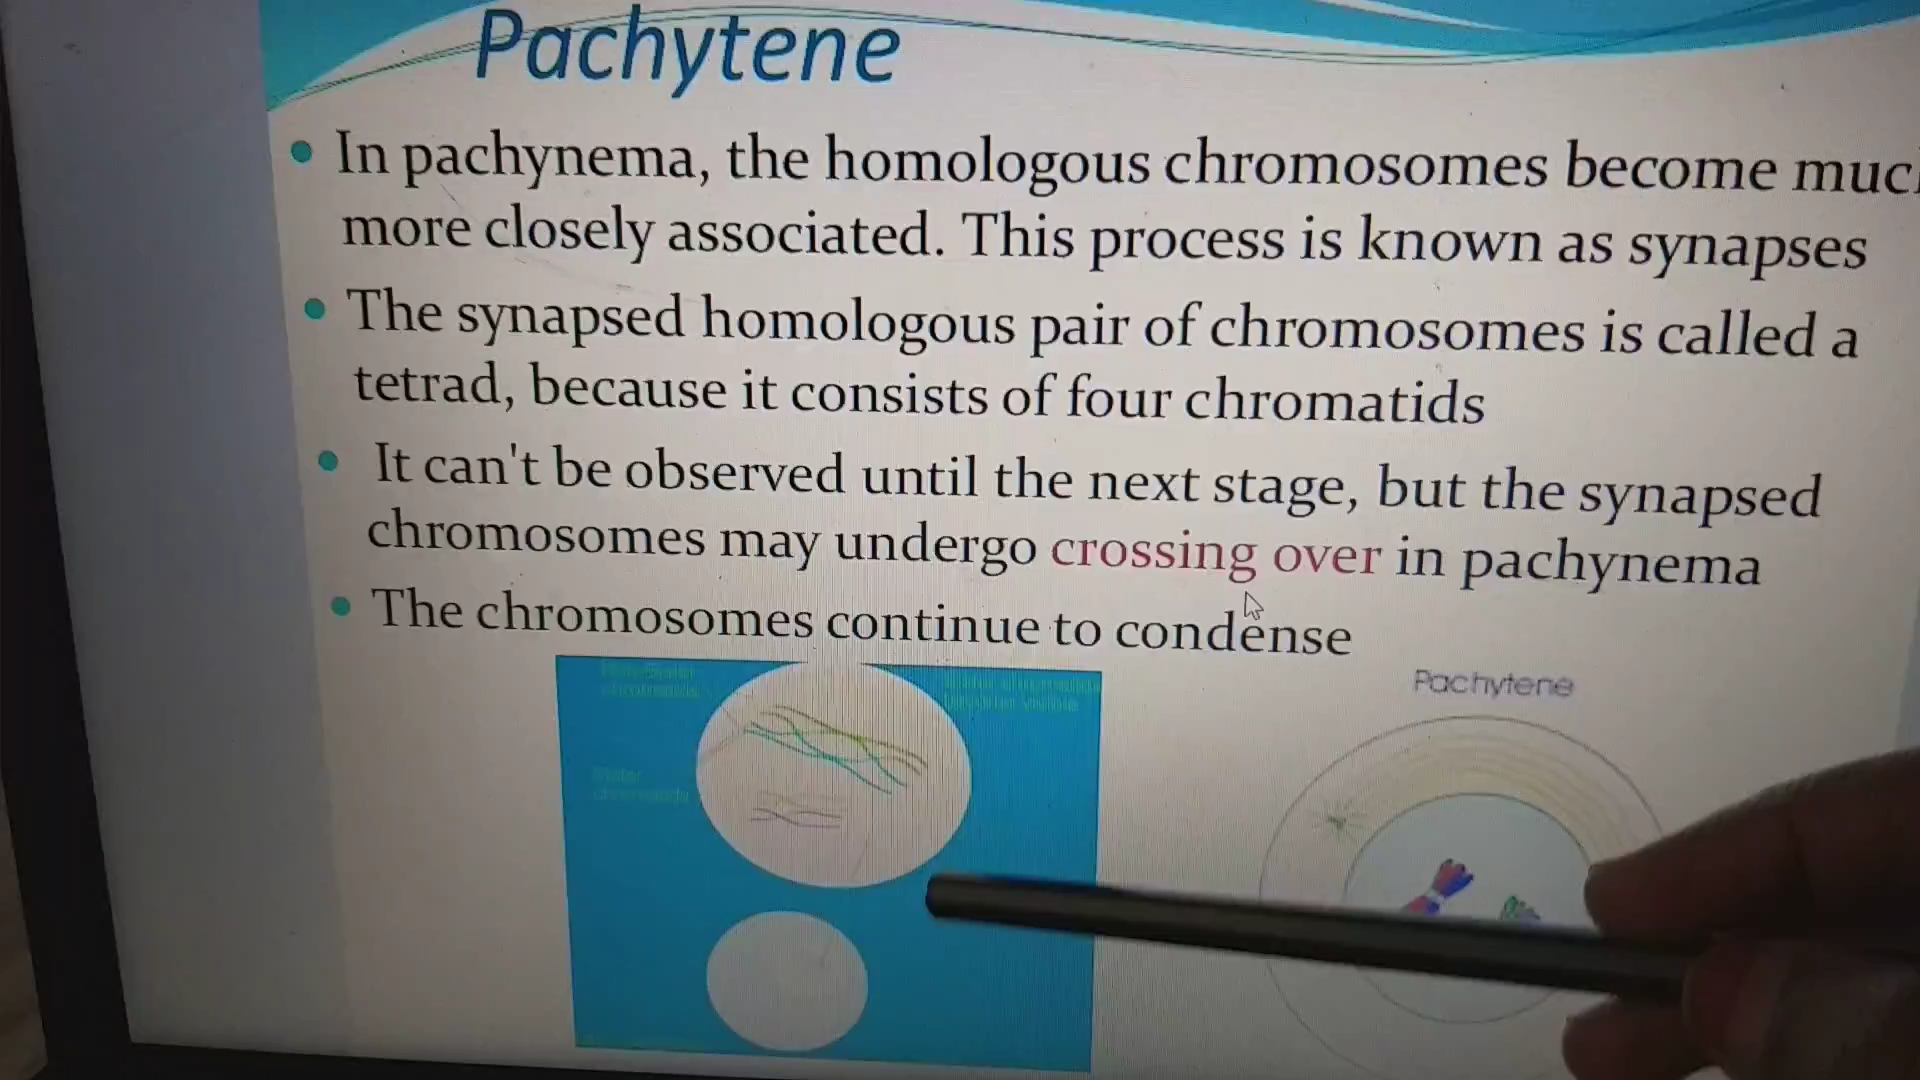 Pachytene
• In pachynema, the homologous chromosomes become
more closely associated. This process is known as synapses
• The synapsed homologous pair of chromosomes is called a
tetrad, because it consists of four chromatids
• It can't be observed until the next stage, but the synapsed
chromosomes may undergo crossing over in pachynema
• The chromosomes continue to condense
Pachytene